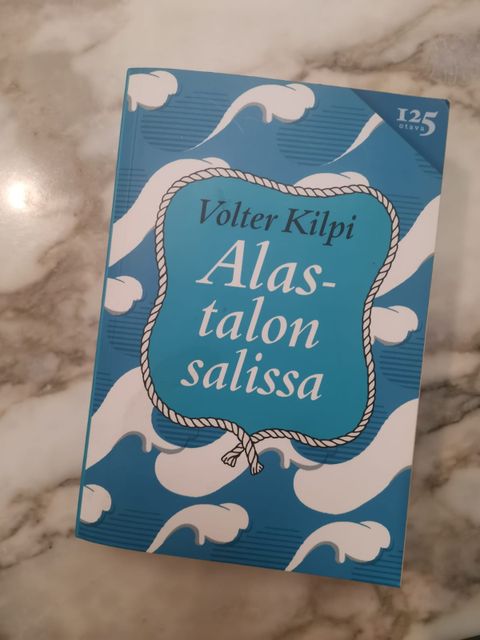 125
otava
Volter Kilpi
Alas-
talon
salissa